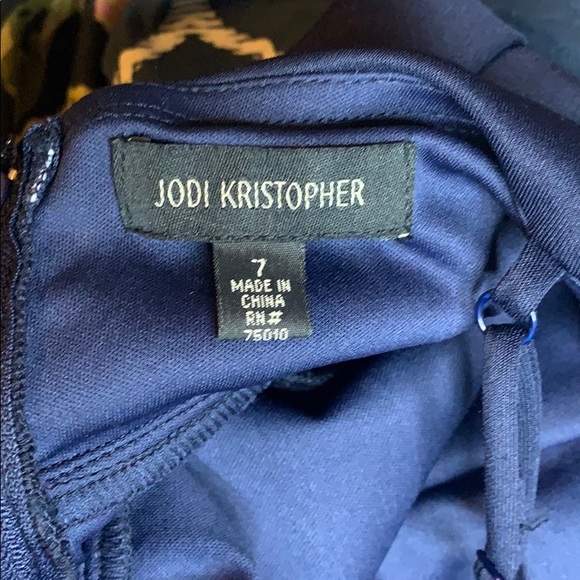 JODI KRISTOPHER
7
MADE IN
CHINA
RN#
75010